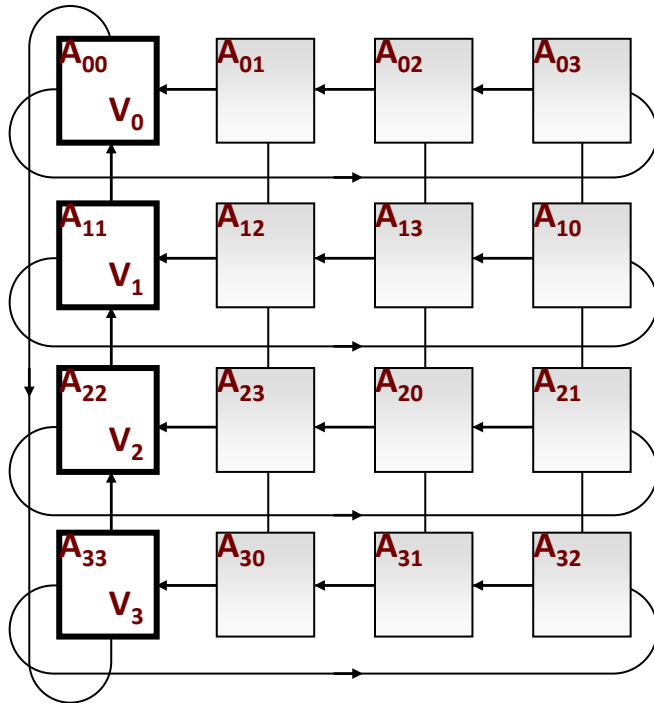 A₀₀ A₀₁ A₀₂ A₀₃
V₀
A₁₁ A₁₂ A₁₃ A₁₀
V₁
A₂₂ A₂₃ A₂₀ A₂₁
V₂
A₃₃ A₃₀ A₃₁ A₃₂
V₃